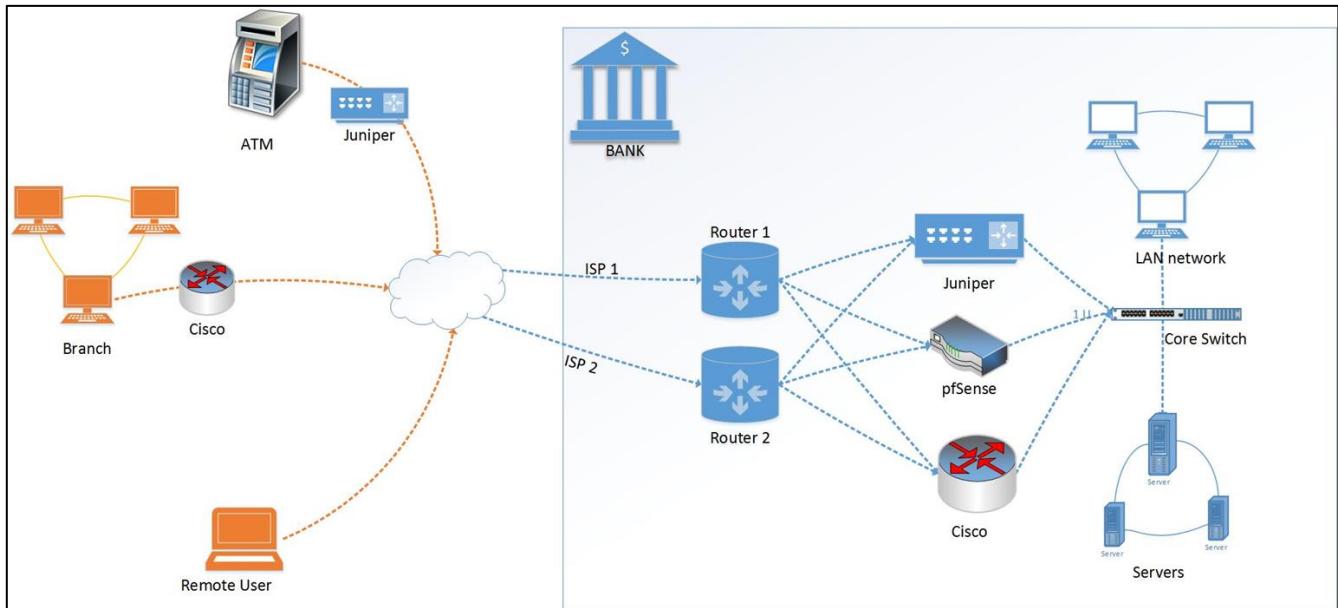 ATM
Juniper
$
BANK
Branch
Cisco
ISP 1
ISP 2
Router 1
Router 2
Juniper
pfSense
Cisco
LAN network
Core Switch
Server
Server
Server
Servers
Remote User